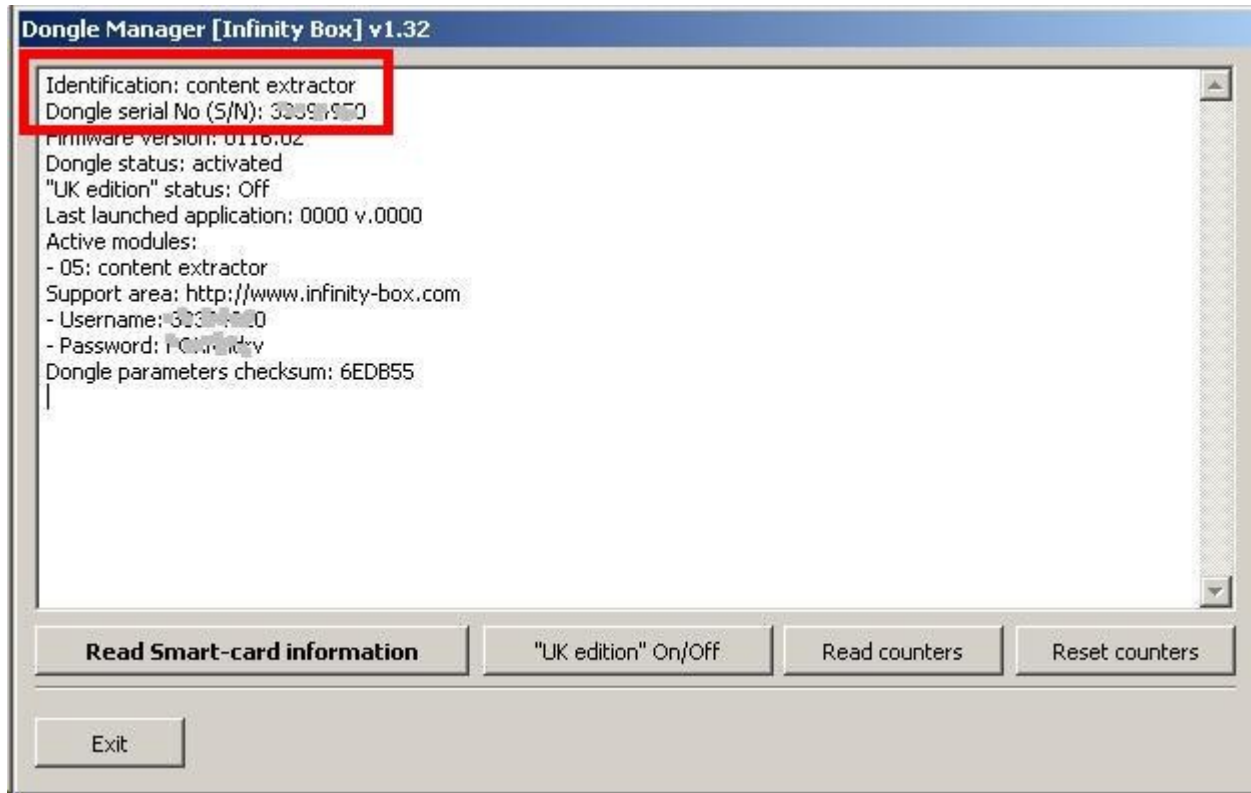 Dongle Manager [Infinity Box] v1.32
Identification: content extractor
Dongle serial No (S/N):
Firmware version: 0116.02
Dongle status: activated
"UK edition" status: Off
Last launched application: 0000 v.0000
Active modules:
- 05: content extractor
Support area: http://www.infinity-box.com
- Username:
- Password:
Dongle parameters checksum: 6EDB55
Read Smart-card information
"UK edition" On/Off
Read counters
Reset counters
Exit